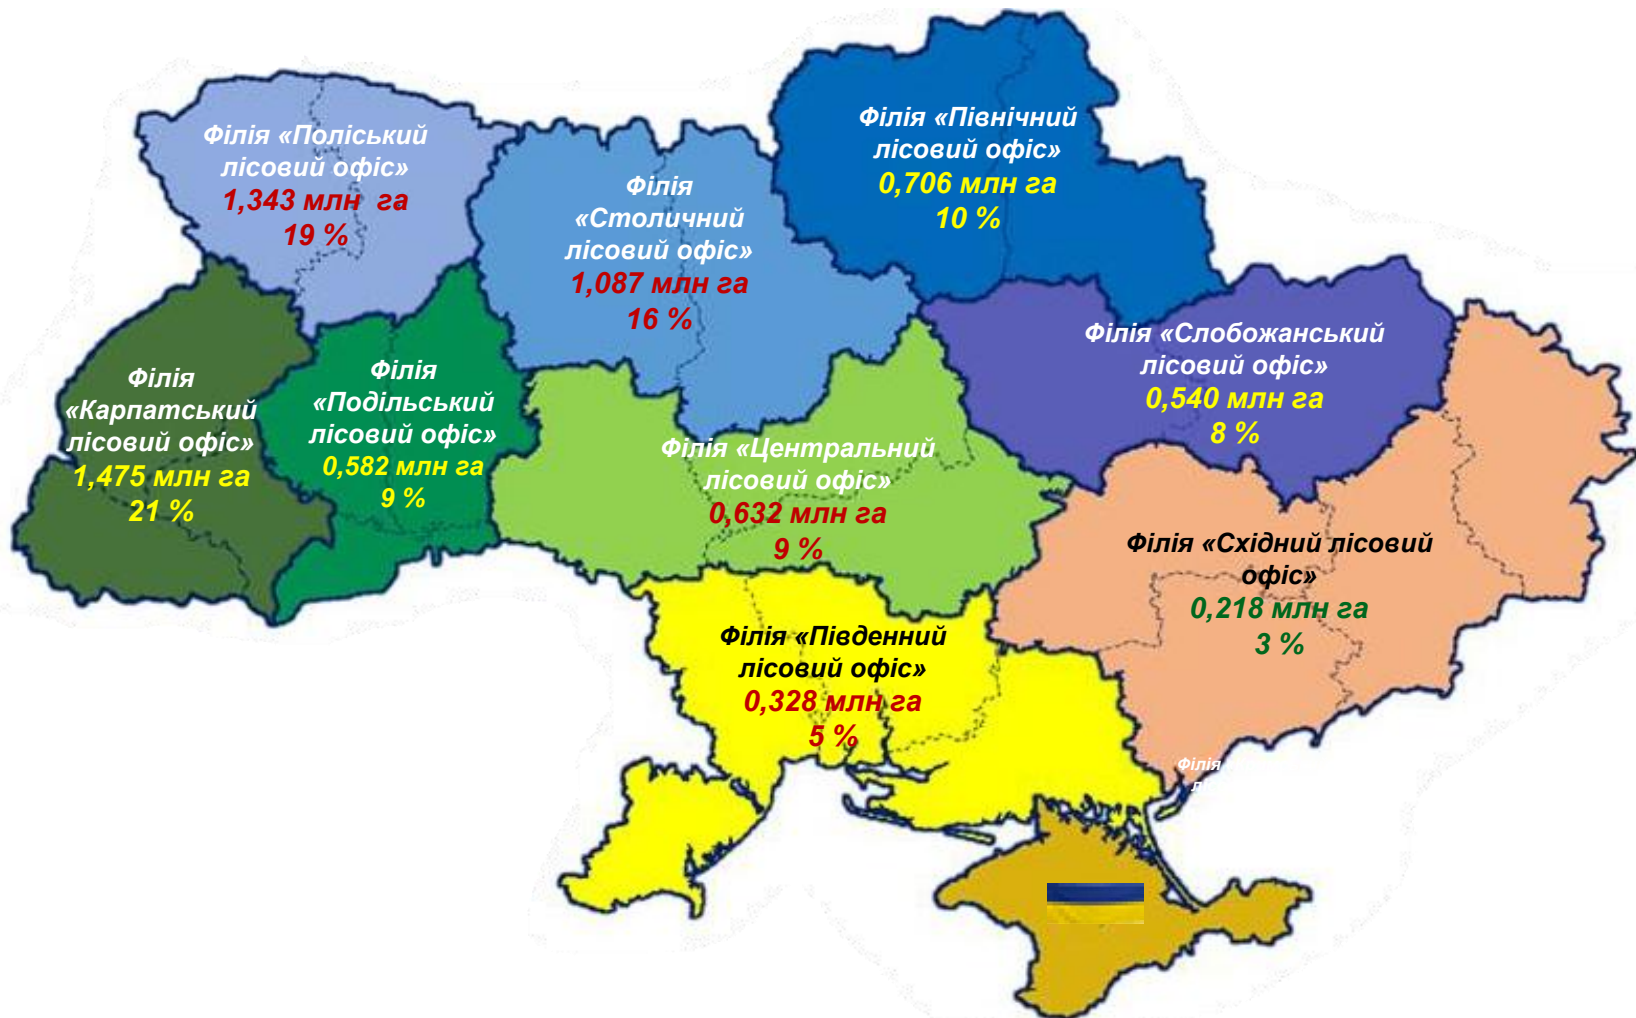 Філія «Поліський
лісовий офіс»
1,343 млн га
19 %
Філія
«Столичний
лісовий офіс»
1,087 млн га
16 %
Філія «Північний
лісовий офіс»
0,706 млн га
10 %
Філія
«Карпатський
лісовий офіс»
1,475 млн га
21 %
Філія
«Подільський
лісовий офіс»
0,582 млн га
9 %
Філія «Центральний
лісовий офіс»
0,632 млн га
9 %
Філія «Слобожанський
лісовий офіс»
0,540 млн га
8 %
Філія «Східний лісовий
офіс»
0,218 млн га
3 %
Філія «Південний
лісовий офіс»
0,328 млн га
5 %
Філія